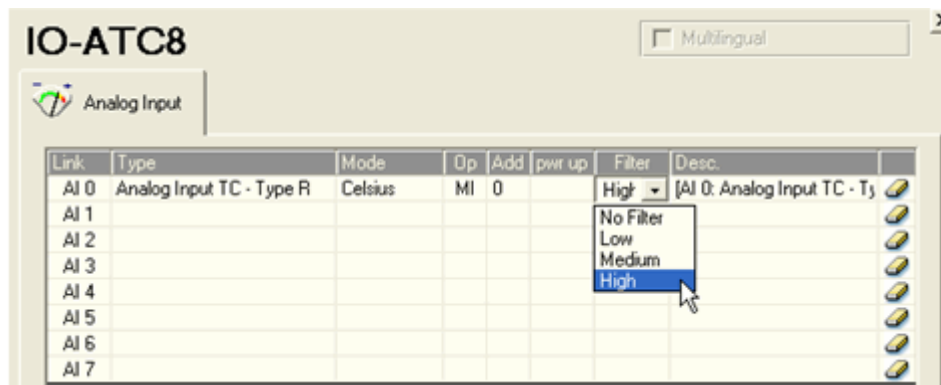 IO-ATC8
Multilingual
Analog Input
Link Type Mode Op Add pwr up Filter Desc.
AI 0 Analog Input TC - Type R Celsius MI 0 High [AI 0: Analog Input TC - Ty
AI 1
No Filter
AI 2
Low
AI 3
Medium
AI 4
High
AI 5
AI 6
AI 7